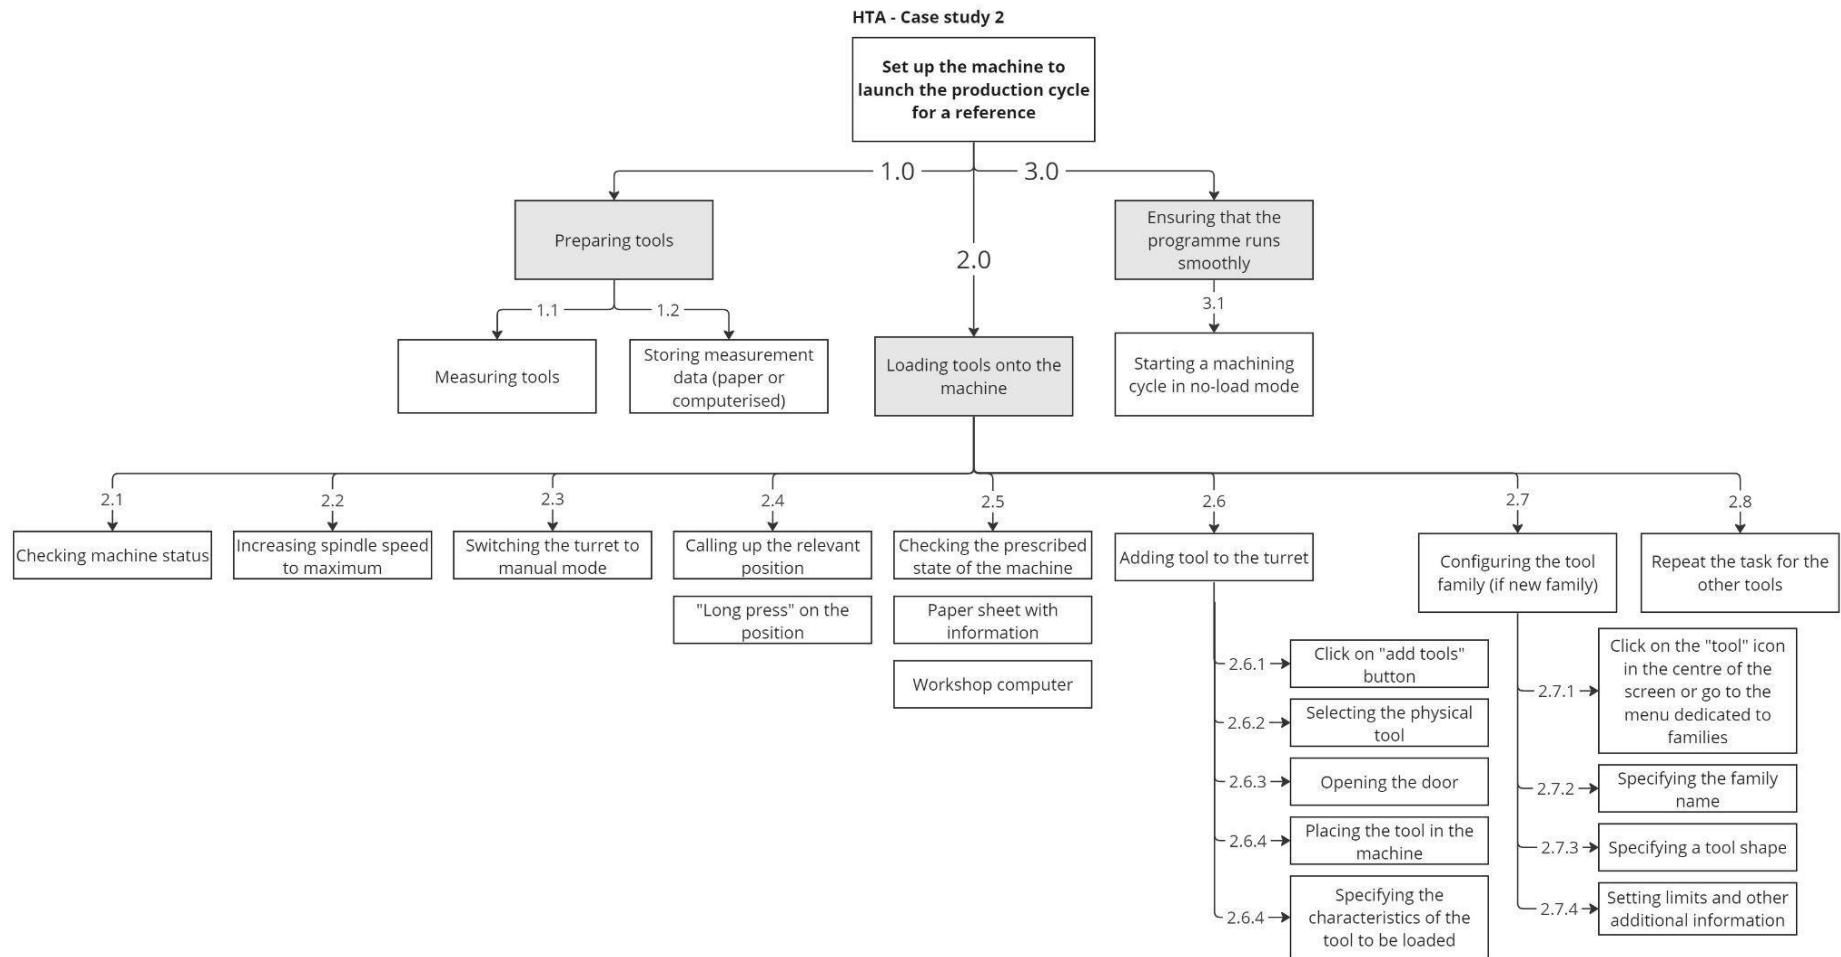 HTA - Case study 2
Set up the machine to
launch the production cycle
for a reference
1.0
3.0
Preparing tools
Ensuring that the
programme runs
smoothly
2.0
1.1
1.2
3.1
Measuring tools
Storing measurement
data (paper or
computerised)
Loading tools onto the
machine
Starting a machining
cycle in no-load mode
2.1
2.2
2.3
2.4
2.5
2.6
2.7
2.8
Checking machine status
Increasing spindle speed
to maximum
Switching the turret to
manual mode
Calling up the relevant
position
Checking the prescribed
state of the machine
Adding tool to the turret
Configuring the tool
family (if new family)
Repeat the task for the
other tools
"Long press" on the
position
Paper sheet with
information
Workshop computer
2.6.1
Click on "add tools"
button
2.6.2
Selecting the physical
tool
2.6.3
Opening the door
2.6.4
Placing the tool in the
machine
2.6.4
Specifying the
characteristics of the
tool to be loaded
2.7.1
Click on the "tool" icon
in the centre of the
screen or go to the
menu dedicated to
families
2.7.2
Specifying the family
name
2.7.3
Specifying a tool shape
2.7.4
Setting limits and other
additional information